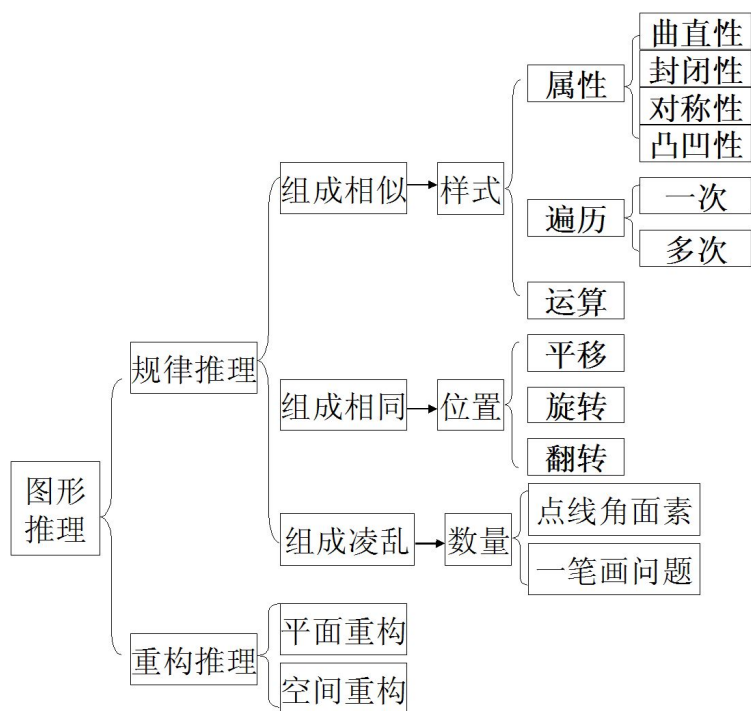 曲直性
属性
封闭性
对称性
凸凹性
组成相似
样式
一次
遍历
多次
运算
规律推理
平移
组成相同
位置
旋转
翻转
图形
推理
点线角面素
组成凌乱
数量
一笔画问题
平面重构
重构推理
空间重构